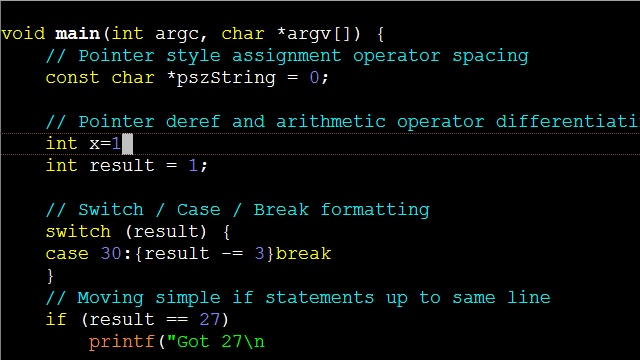 void main(int argc, char *argv[]) {
// Pointer style assignment operator spacing
const char *pszString = 0;
// Pointer deref and arithmetic operator differentiati
int x=1
int result = 1;
// Switch / Case / Break formatting
switch (result) {
case 30:{result -= 3}break
}
// Moving simple if statements up to same line
if (result == 27)
printf("Got 27\n